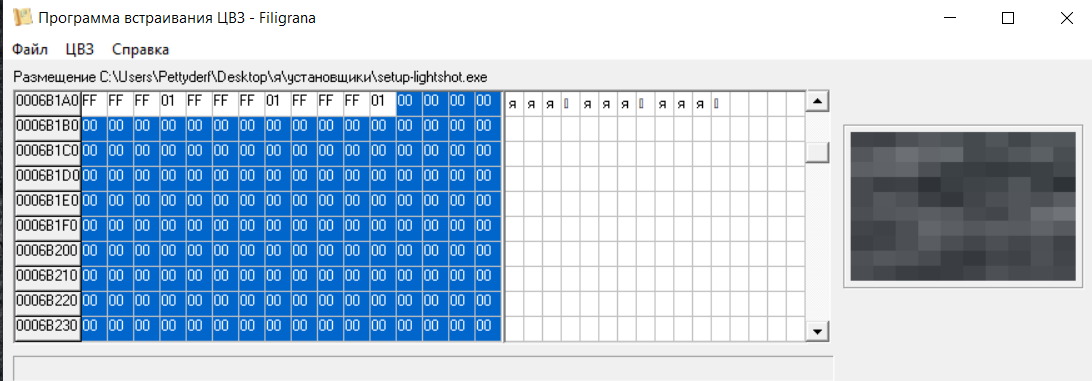 Программа встраивания ЦВЗ - Filigrana
Файл ЦВЗ Справка
Размещение C:\Users\Pettyderf\Desktop\я\установщики\setup-lightshot.exe
0006B1A0 FF FF FF 01 FF FF FF 01 FF FF FF 01 00 00 00 00 я я я я я я я я я
0006B1B0 00 00 00 00 00 00 00 00 00 00 00 00 00 00 00 00
0006B1C0 00 00 00 00 00 00 00 00 00 00 00 00 00 00 00 00
0006B1D0 00 00 00 00 00 00 00 00 00 00 00 00 00 00 00 00
0006B1E0 00 00 00 00 00 00 00 00 00 00 00 00 00 00 00 00
0006B1F0 00 00 00 00 00 00 00 00 00 00 00 00 00 00 00 00
0006B200 00 00 00 00 00 00 00 00 00 00 00 00 00 00 00 00
0006B210 00 00 00 00 00 00 00 00 00 00 00 00 00 00 00 00
0006B220 00 00 00 00 00 00 00 00 00 00 00 00 00 00 00 00
0006B230 00 00 00 00 00 00 00 00 00 00 00 00 00 00 00 00